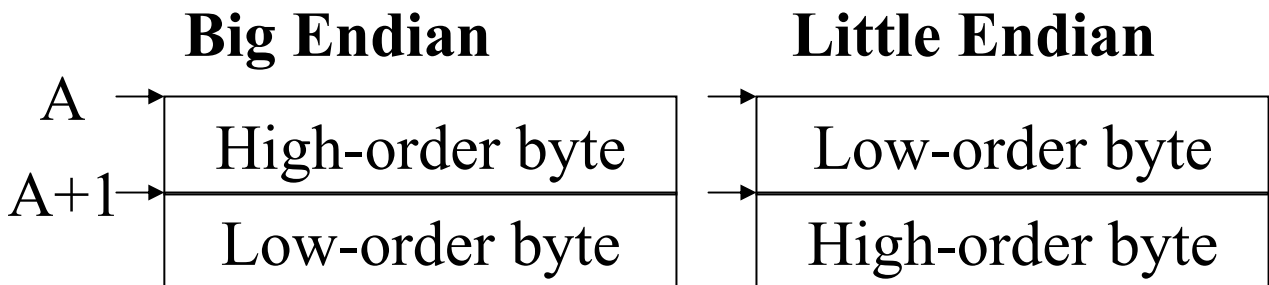 Big Endian Little Endian
A
High-order byte Low-order byte
A+1
Low-order byte High-order byte